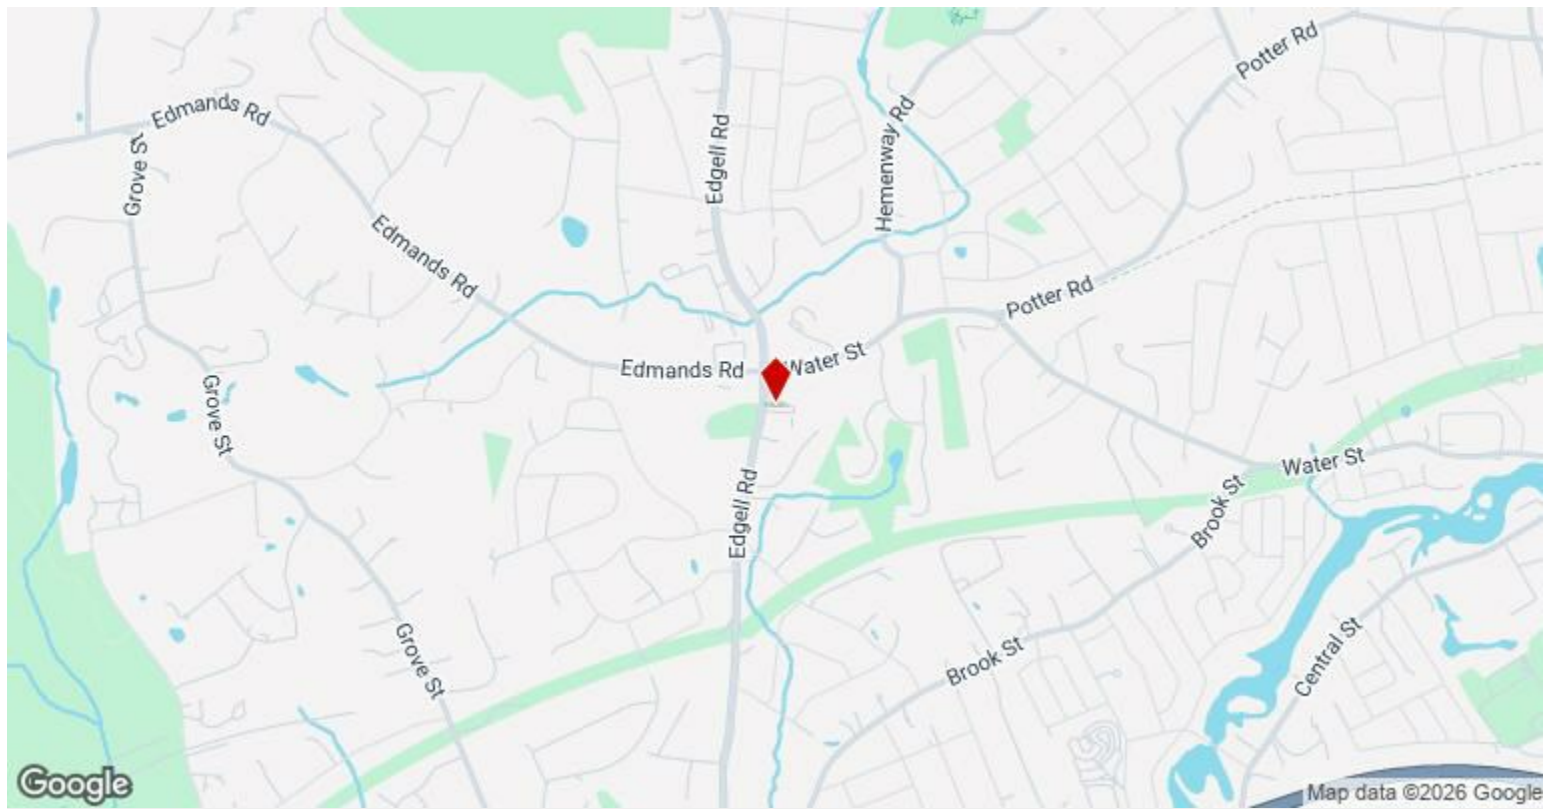 Potter Rd
Edmands Rd
Hemenway Rd
Edgell Rd
Grove St
Edmands Rd
Potter Rd
Water St
Edmands Rd
Grove St
Water St
Edgell Rd
Brook St
Grove St
Brook St
Central St
Google
Map data ©2026 Google